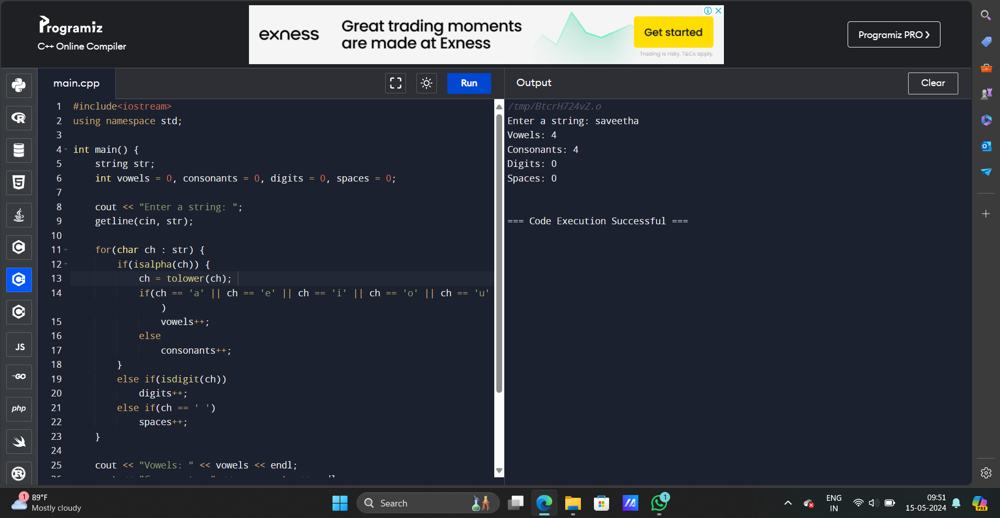 Programiz
C++ Online Compiler
exness
Great trading moments
are made at Exness
Get started
Trading is risky. T&Cs apply.
Programiz PRO ❯
main.cpp
Run
Output
Clear
1 #include<iostream>
2 using namespace std;
3
4 int main() {
5 string str;
6 int vowels = 0, consonants = 0, digits = 0, spaces = 0;
7
8 cout << "Enter a string: ";
9 getline(cin, str);
10
11 for(char ch : str) {
12 if(isalpha(ch)) {
13 ch = tolower(ch);
14 if(ch == 'a' || ch == 'e' || ch == 'i' || ch == 'o' || ch == 'u'
)
15 vowels++;
16 else
17 consonants++;
18 }
19 else if(isdigit(ch))
20 digits++;
21 else if(ch == ' ')
22 spaces++;
23 }
24
25 cout << "Vowels: " << vowels << endl;
/tmp/BtcrH724vZ.o
Enter a string: saveetha
Vowels: 4
Consonants: 4
Digits: 0
Spaces: 0
=== Code Execution Successful ===
R
5
C
C++
C#
JS
GO
php
R
1
89°F
Mostly cloudy
Search
1
ENG
IN
09:51
15-05-2024
PRE